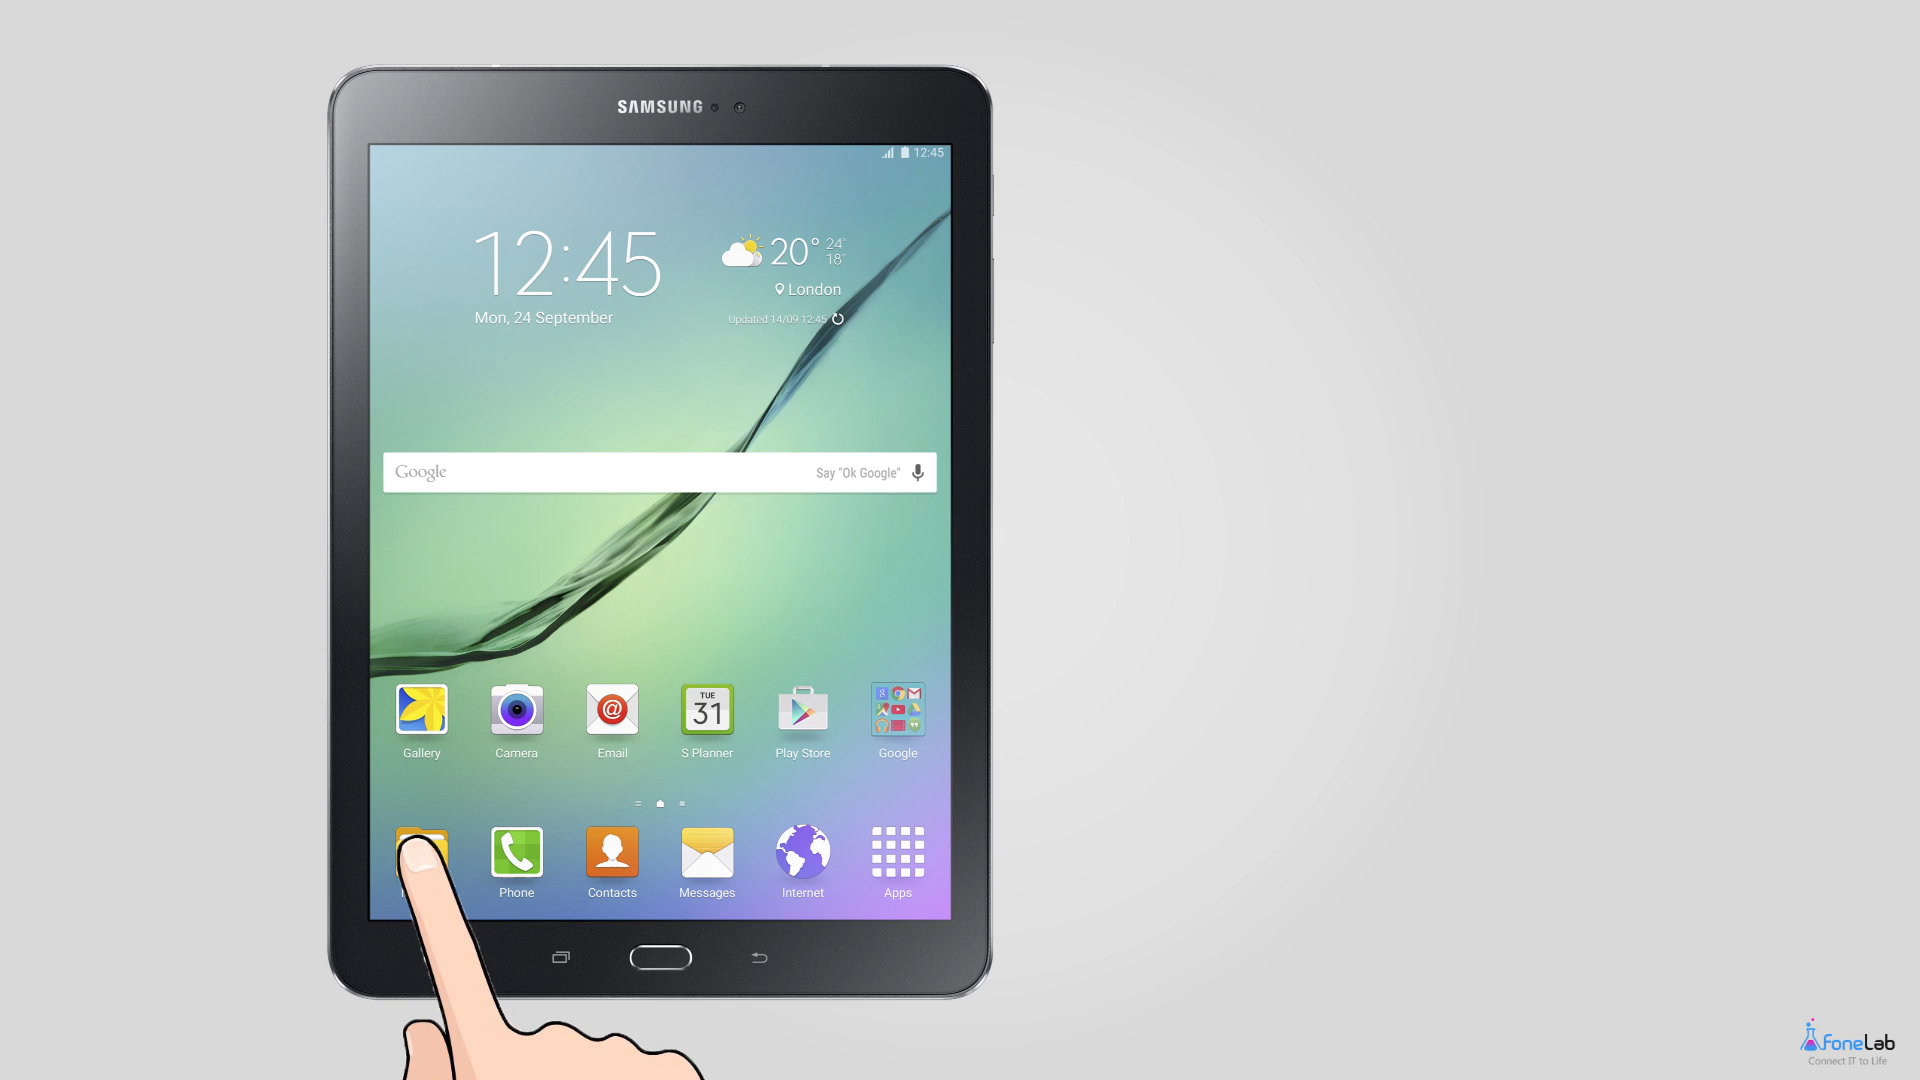 SAMSUNG
12:45
12:45
20° 24°
18°
London
Mon, 24 September
Updated 14/09 12:45
Google
Say "Ok Google"
TUE
31
Gallery
Camera
Email
S Planner
Play Store
Google
Phone
Contacts
Messages
Internet
Apps
FoneLab
Connect IT to Life